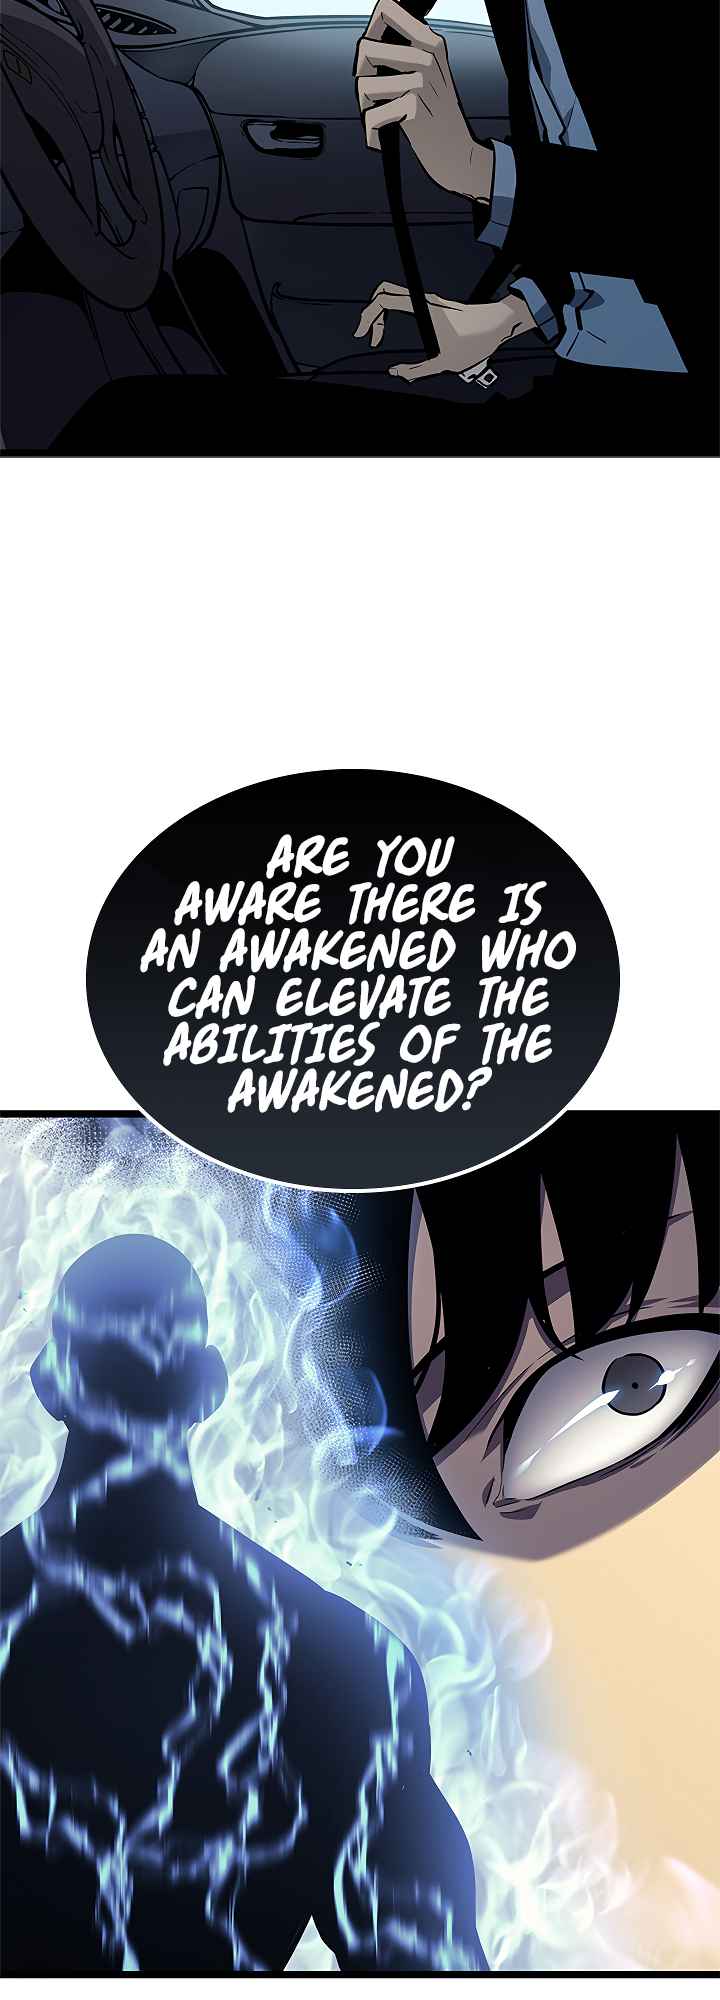 ARE YOU
AWARE THERE IS
AN AWAKENED WHO
CAN ELEVATE THE
ABILITIES OF THE
AWAKENED?